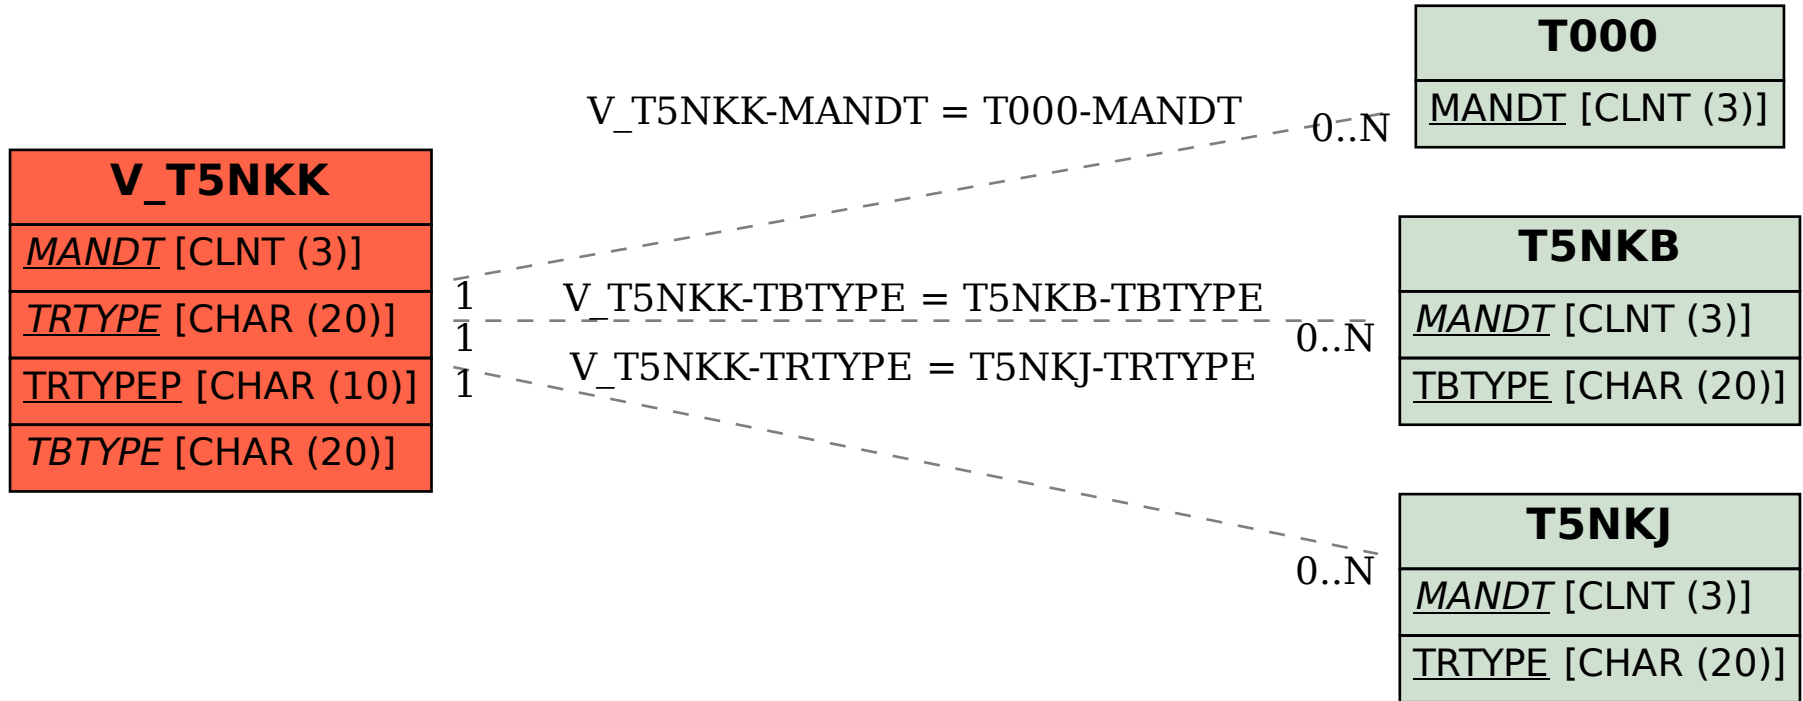 V_T5NKK
MANDT [CLNT (3)]
TRTYPE [CHAR (20)]
TRTYPEP [CHAR (10)]
TBTYPE [CHAR (20)]
V_T5NKK-MANDT = T000-MANDT
1
0..N
V_T5NKK-TBTYPE = T5NKB-TBTYPE
1
0..N
V_T5NKK-TRTYPE = T5NKJ-TRTYPE
1
0..N
T000
MANDT [CLNT (3)]
T5NKB
MANDT [CLNT (3)]
TBTYPE [CHAR (20)]
T5NKJ
MANDT [CLNT (3)]
TRTYPE [CHAR (20)]